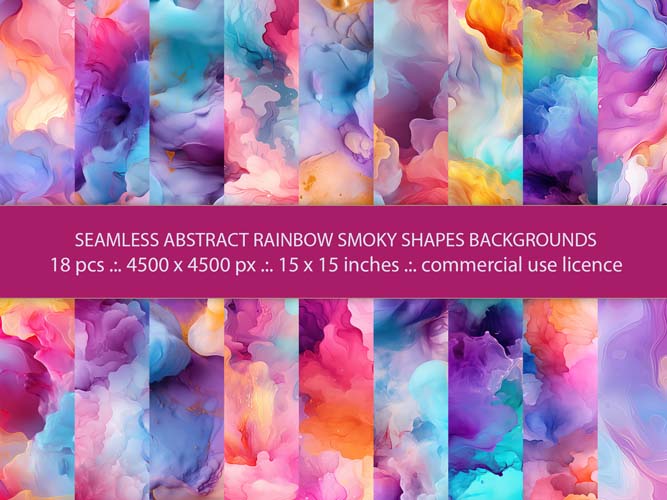 SEAMLESS ABSTRACT RAINBOW SMOKY SHAPES BACKGROUNDS
18 pcs .:. 4500 x 4500 px .:. 15 x 15 inches .:. commercial use licence